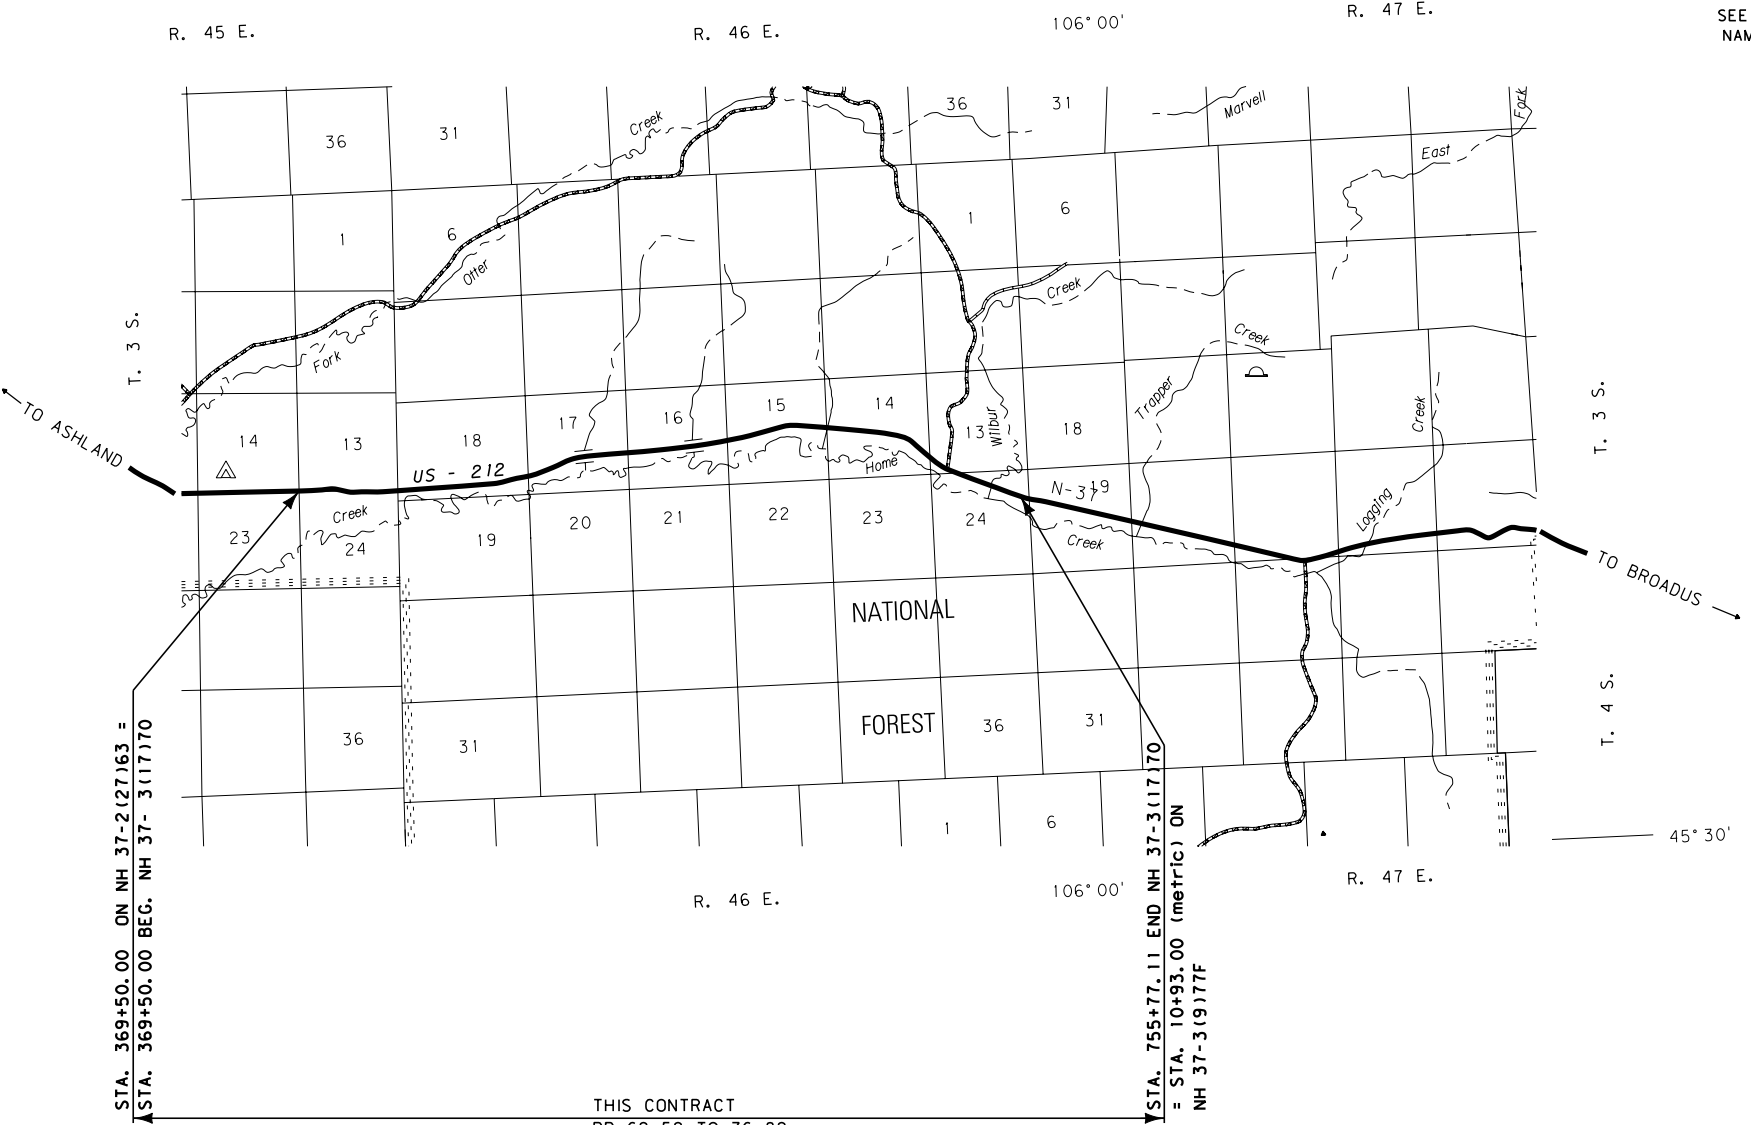 R. 45 E.
R. 46 E.
106° 00'
R. 47 E.
SEE
36
31
Creek
36
31
Marvell
Fork
East
1
6
Otter
1
6
Creek
T. 3 S.
Fork
Creek
Trapper
Creek
T. 3 S.
TO ASHLAND
14
13
18
17
16
15
14
13
Wilbur
18
US - 212
Home
N-37
19
Logging
23
Creek
24
19
20
21
22
23
24
Creek
TO BROADUS
NATIONAL
FOREST
36
31
36
31
T. 4 S.
1
6
45° 30'
R. 46 E.
106° 00'
R. 47 E.
STA. 369+50.00 ON NH 37-2(27)63 =
STA. 369+50.00 BEG. NH 37- 3(17)70
STA. 755+77.11 END NH 37-3(17)70
= STA. 10+93.00 (metric) ON
NH 37-3(9)77F
THIS CONTRACT